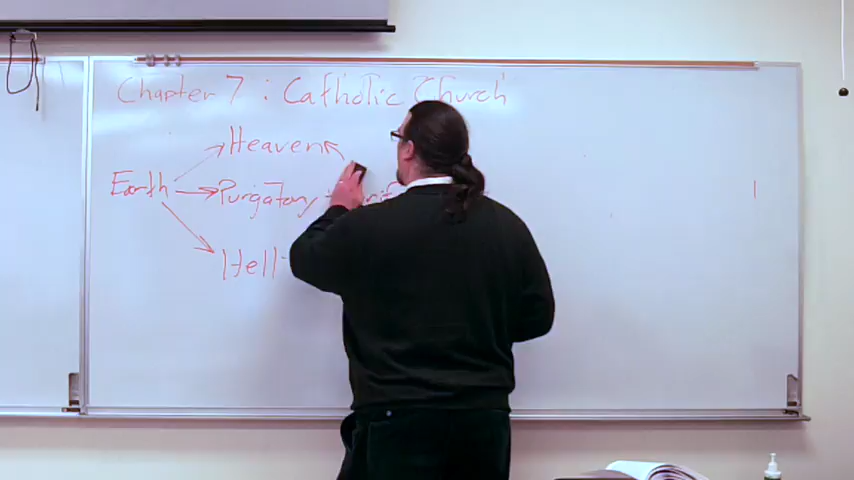 Chapter 7 : Catholic Church
Heaven
Earth
Purgatory
Hell